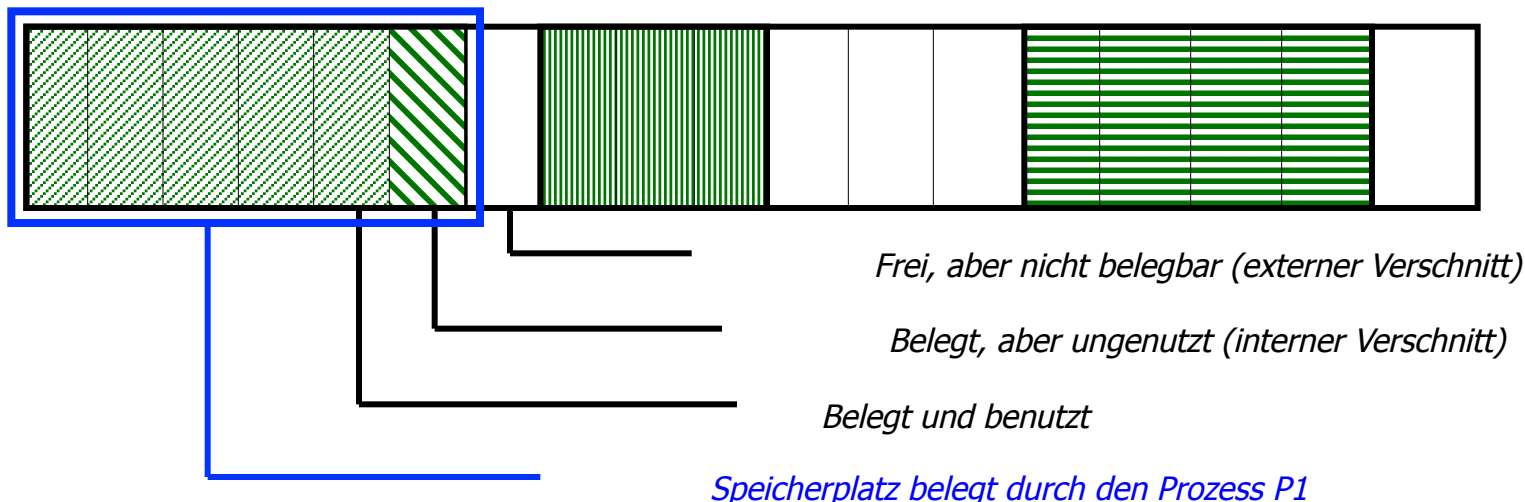 Frei, aber nicht belegbar (externer Verschnitt)
Belegt, aber ungenutzt (interner Verschnitt)
Belegt und benutzt
Speicherplatz belegt durch den Prozess P1